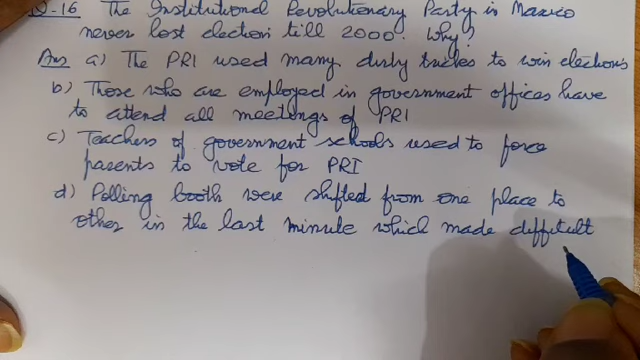 Q-16 The Institutional Revolutionary Party in Mexico
never lost election till 2000. Why?
Ans a) The PRI used many dirty tricks to win elections
b) Those who are employed in government offices have
to attend all meetings of PRI
c) Teachers of government schools used to force
parents to vote for PRI
d) Polling booth were shifted from one place to
other in the last minute which made difficult